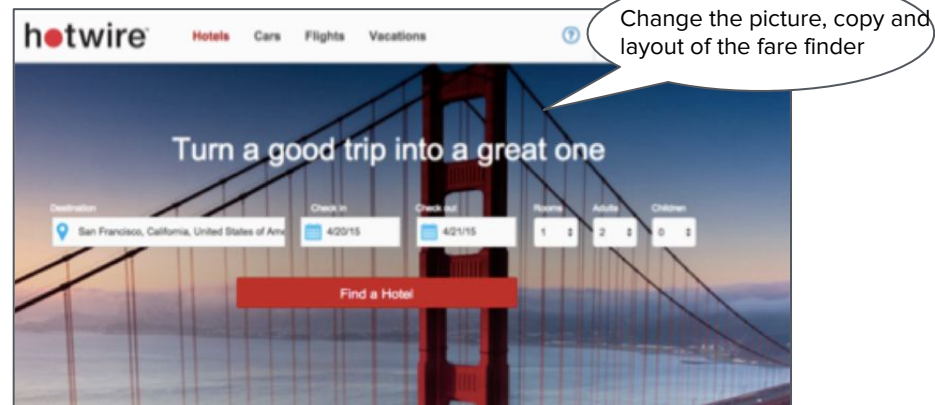 hotwire
Hotels Cars Flights Vacations
?
Change the picture, copy and
layout of the fare finder
Turn a good trip into a great one
Destination Check in Check out Rooms Adults Children
San Francisco, California, United States of Ame 4/20/15 4/21/15 1 2 0
Find a Hotel